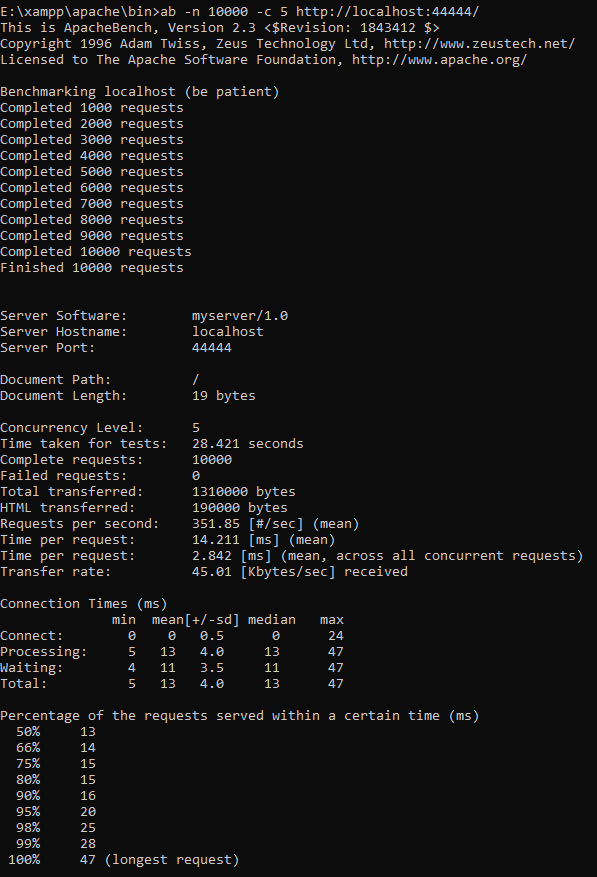 E:\xampp\apache\bin>ab -n 10000 -c 5 http://localhost:44444/
This is ApacheBench, Version 2.3 <$Revision: 1843412 $>
Copyright 1996 Adam Twiss, Zeus Technology Ltd, http://www.zeustech.net/
Licensed to The Apache Software Foundation, http://www.apache.org/
Benchmarking localhost (be patient)
Completed 1000 requests
Completed 2000 requests
Completed 3000 requests
Completed 4000 requests
Completed 5000 requests
Completed 6000 requests
Completed 7000 requests
Completed 8000 requests
Completed 9000 requests
Completed 10000 requests
Finished 10000 requests
Server Software:        myserver/1.0
Server Hostname:        localhost
Server Port:            44444
Document Path:          /
Document Length:        19 bytes
Concurrency Level:      5
Time taken for tests:   28.421 seconds
Complete requests:      10000
Failed requests:        0
Total transferred:      1310000 bytes
HTML transferred:       190000 bytes
Requests per second:    351.85 [#/sec] (mean)
Time per request:       14.211 [ms] (mean)
Time per request:       2.842 [ms] (mean, across all concurrent requests)
Transfer rate:          45.01 [Kbytes/sec] received
Connection Times (ms)
              min  mean[+/-sd] median   max
Connect:        0    0   0.5      0      24
Processing:     5   13   4.0     13      47
Waiting:        4   11   3.5     11      47
Total:          5   13   4.0     13      47
Percentage of the requests served within a certain time (ms)
  50%     13
  66%     14
  75%     15
  80%     15
  90%     16
  95%     20
  98%     25
  99%     28
 100%     47 (longest request)